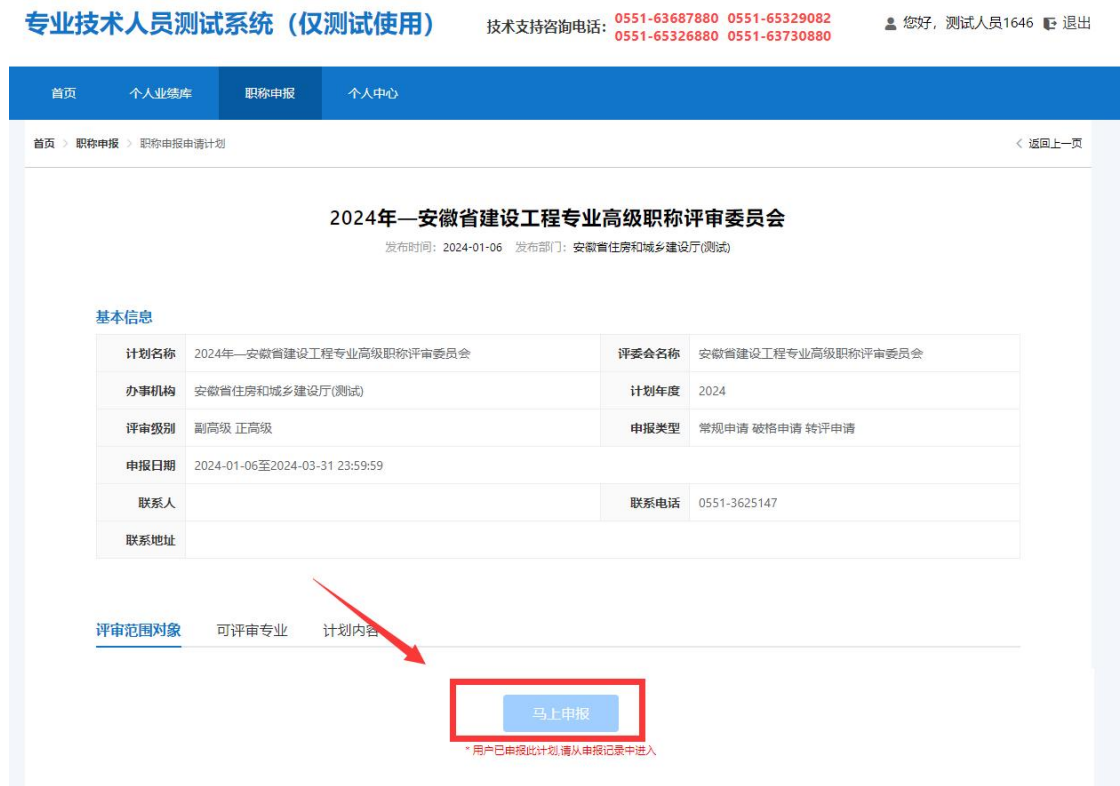 专业技术人员测试系统（仅测试使用）
技术支持咨询电话：
0551-63687880 0551-65329082
0551-65326880 0551-63730880
您好，测试人员1646 退出
首页 个人业绩库 职称申报 个人中心
首页 > 职称申报 > 职称申报申请计划
< 返回上一页
2024年—安徽省建设工程专业高级职称评审委员会
发布时间：2024-01-06 发布部门：安徽省住房和城乡建设厅(测试)
基本信息
计划名称 2024年—安徽省建设工程专业高级职称评审委员会 评委会名称 安徽省建设工程专业高级职称评审委员会
办事机构 安徽省住房和城乡建设厅(测试) 计划年度 2024
评审级别 副高级 正高级 申报类型 常规申请 破格申请 转评申请
申报日期 2024-01-06至2024-03-31 23:59:59
联系人 联系电话 0551-3625147
联系地址
评审范围对象 可评审专业 计划内容
马上申报
* 用户已申报此计划,请从申报记录中进入